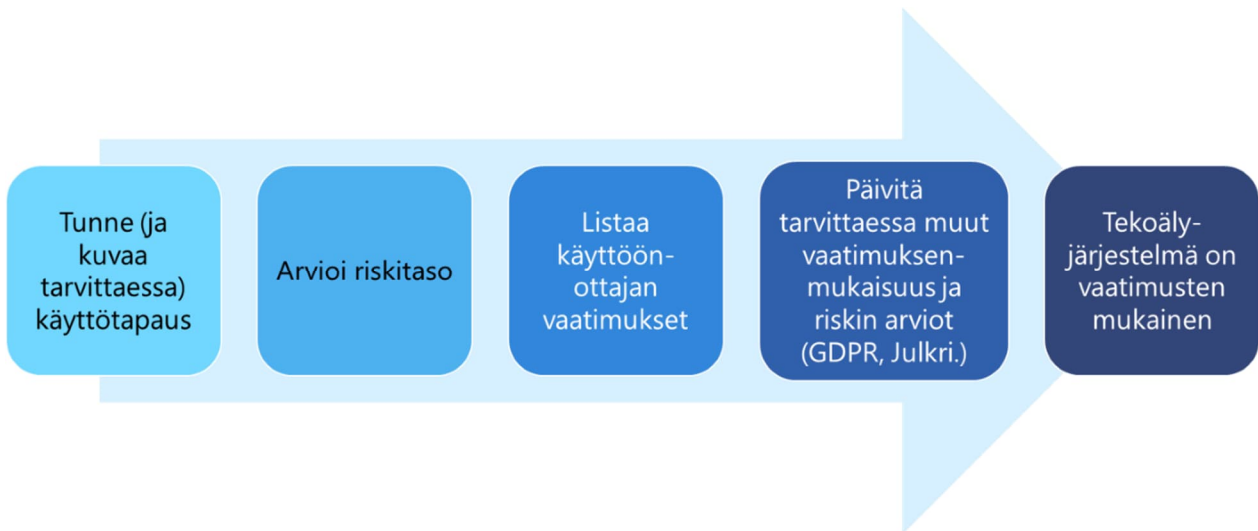 Tunne (ja
kuvaa
tarvittaessa)
käyttötapaus
Arvioi riskitaso
Listaa
käyttöön-
ottajan
vaatimukset
Päivitä
tarvittaessa muut
vaatimuksen-
mukaisuus ja
riskin arviot
(GDPR, Julkri.)
Tekoäly-
järjestelmä on
vaatimusten
mukainen